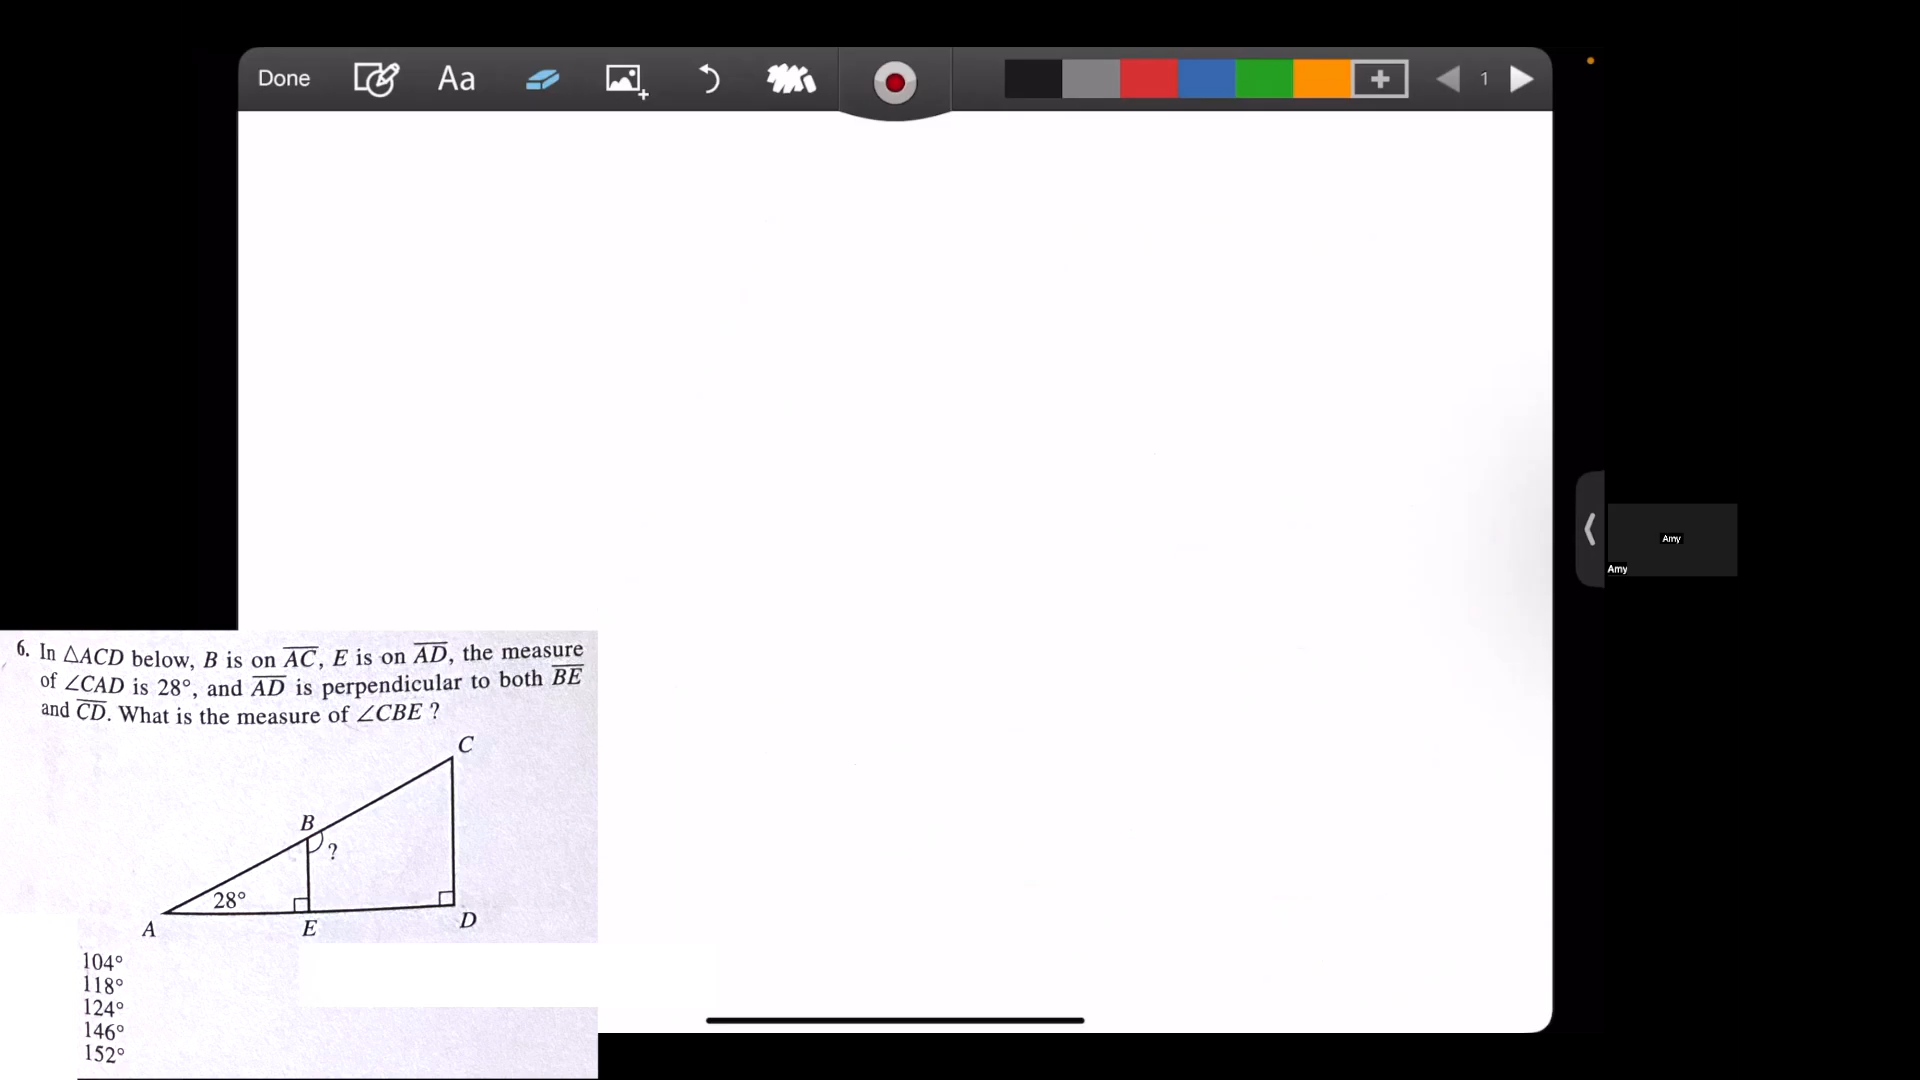 Done Aa 1
Amy
Amy
6. In △ACD below, B is on AC, E is on AD, the measure
of ∠CAD is 28°, and AD is perpendicular to both BE
and CD. What is the measure of ∠CBE ?
C
B
?
28°
A
E
D
104°
118°
124°
146°
152°